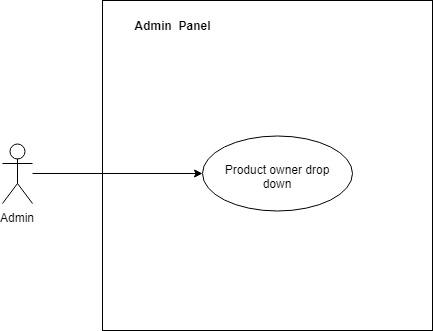 Admin Panel
Product owner drop
down
Admin